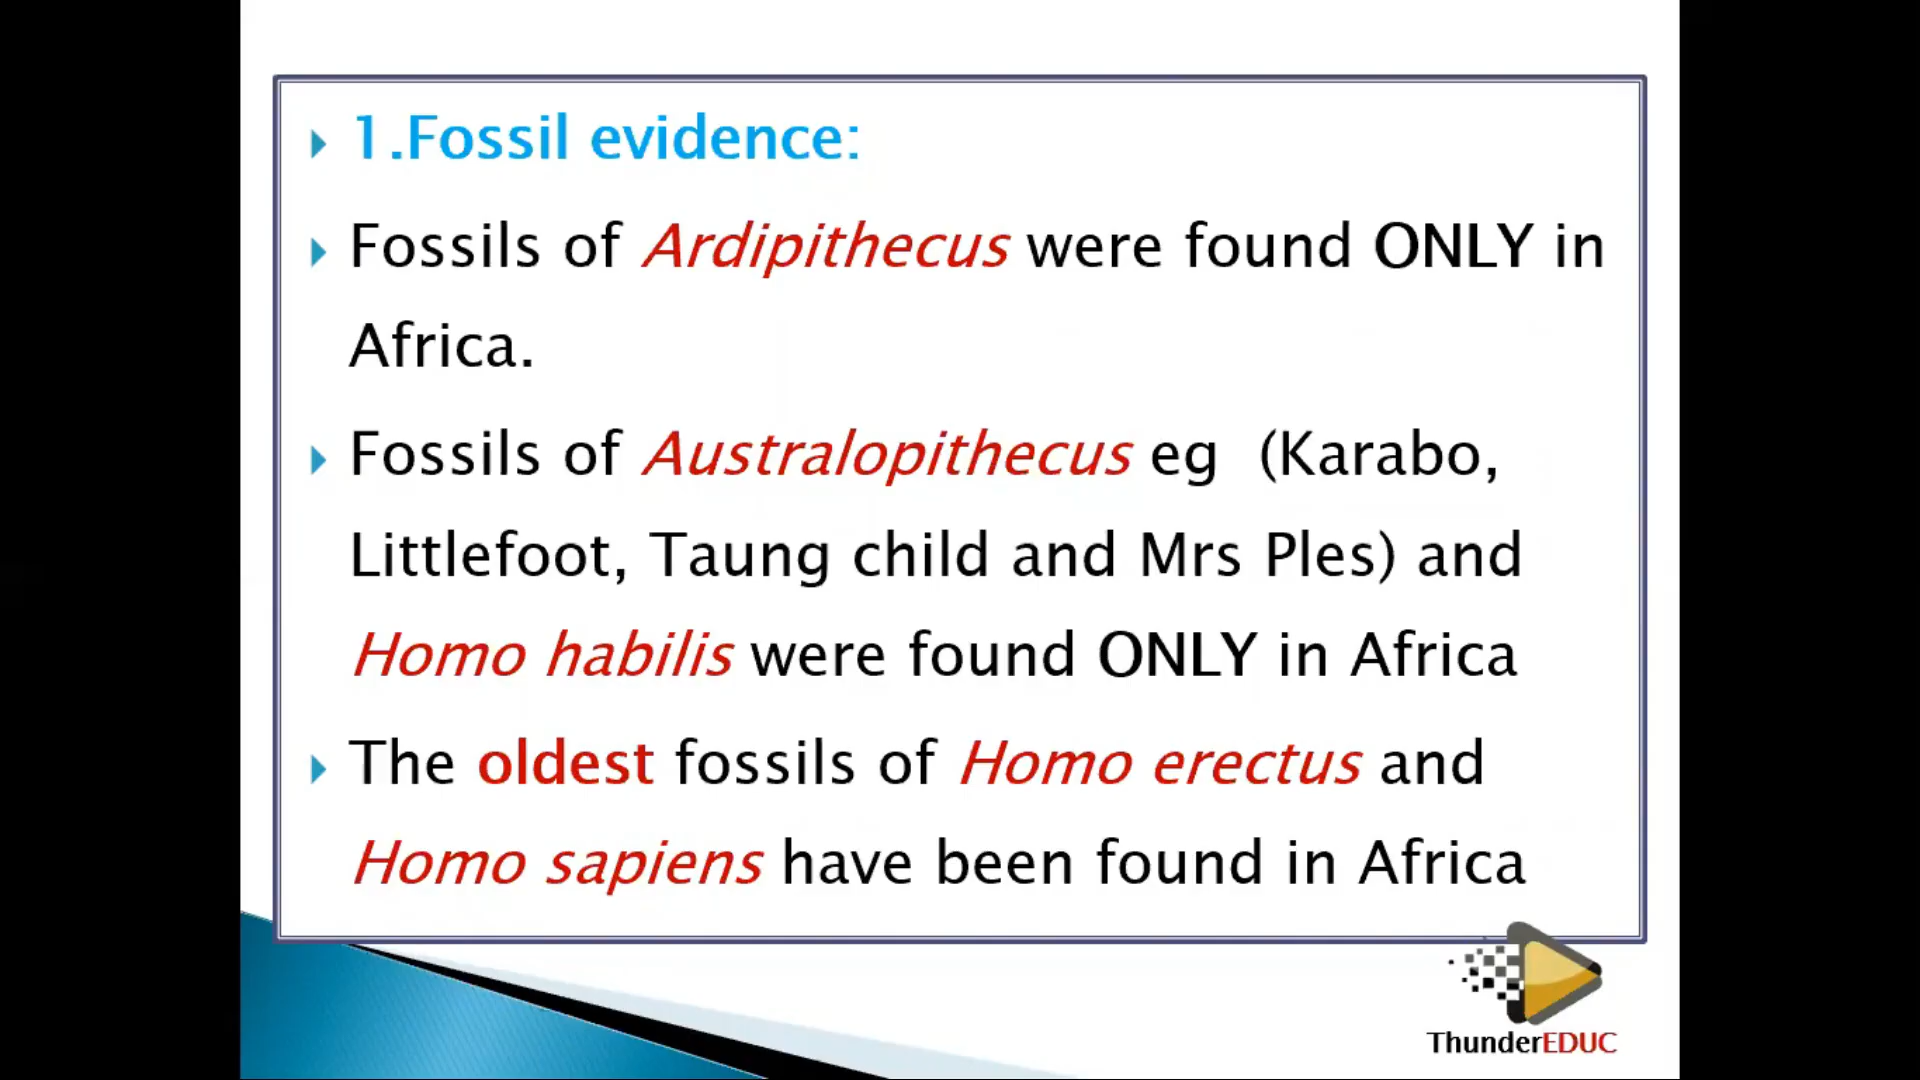 1.Fossil evidence:
Fossils of Ardipithecus were found ONLY in
Africa.
Fossils of Australopithecus eg (Karabo,
Littlefoot, Taung child and Mrs Ples) and
Homo habilis were found ONLY in Africa
The oldest fossils of Homo erectus and
Homo sapiens have been found in Africa
ThunderEDUC